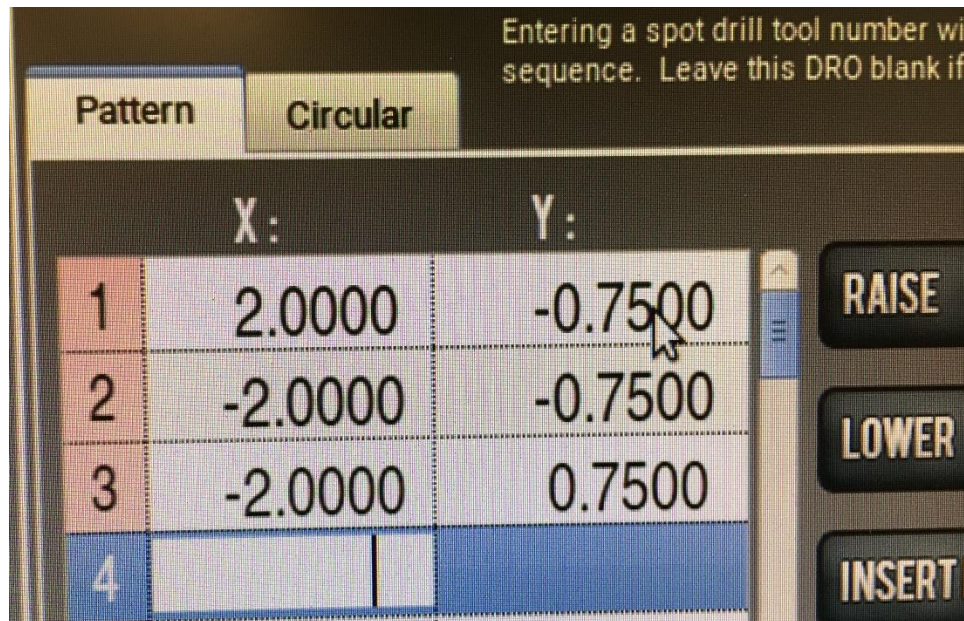 Entering a spot drill tool number wi
sequence. Leave this DRO blank if
Pattern Circular
X: Y:
1 2.0000 -0.7500 RAISE
2 -2.0000 -0.7500 LOWER
3 -2.0000 0.7500
4 INSERT